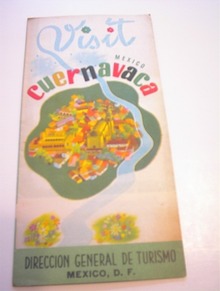 Visit
MEXICO
cuernavaca
DIRECCION GENERAL DE TURISMO
MEXICO, D. F.